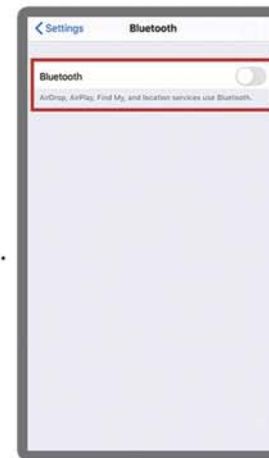 Settings Bluetooth
Bluetooth
AirDrop, AirPlay, Find My, and location services use Bluetooth.
.